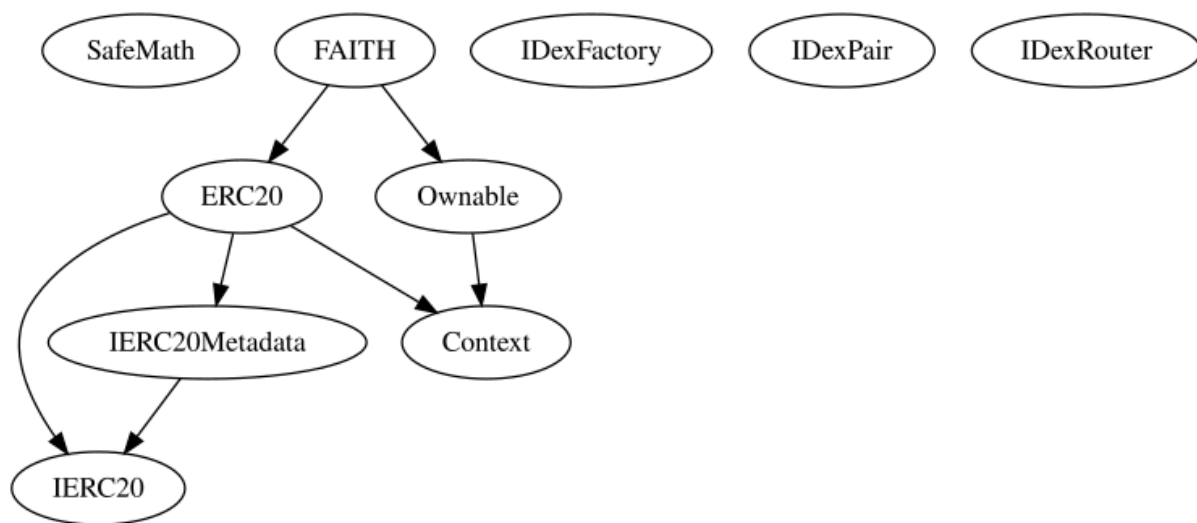 SafeMath
FAITH
IDexFactory
IDexPair
IDexRouter
ERC20
Ownable
IERC20Metadata
Context
IERC20